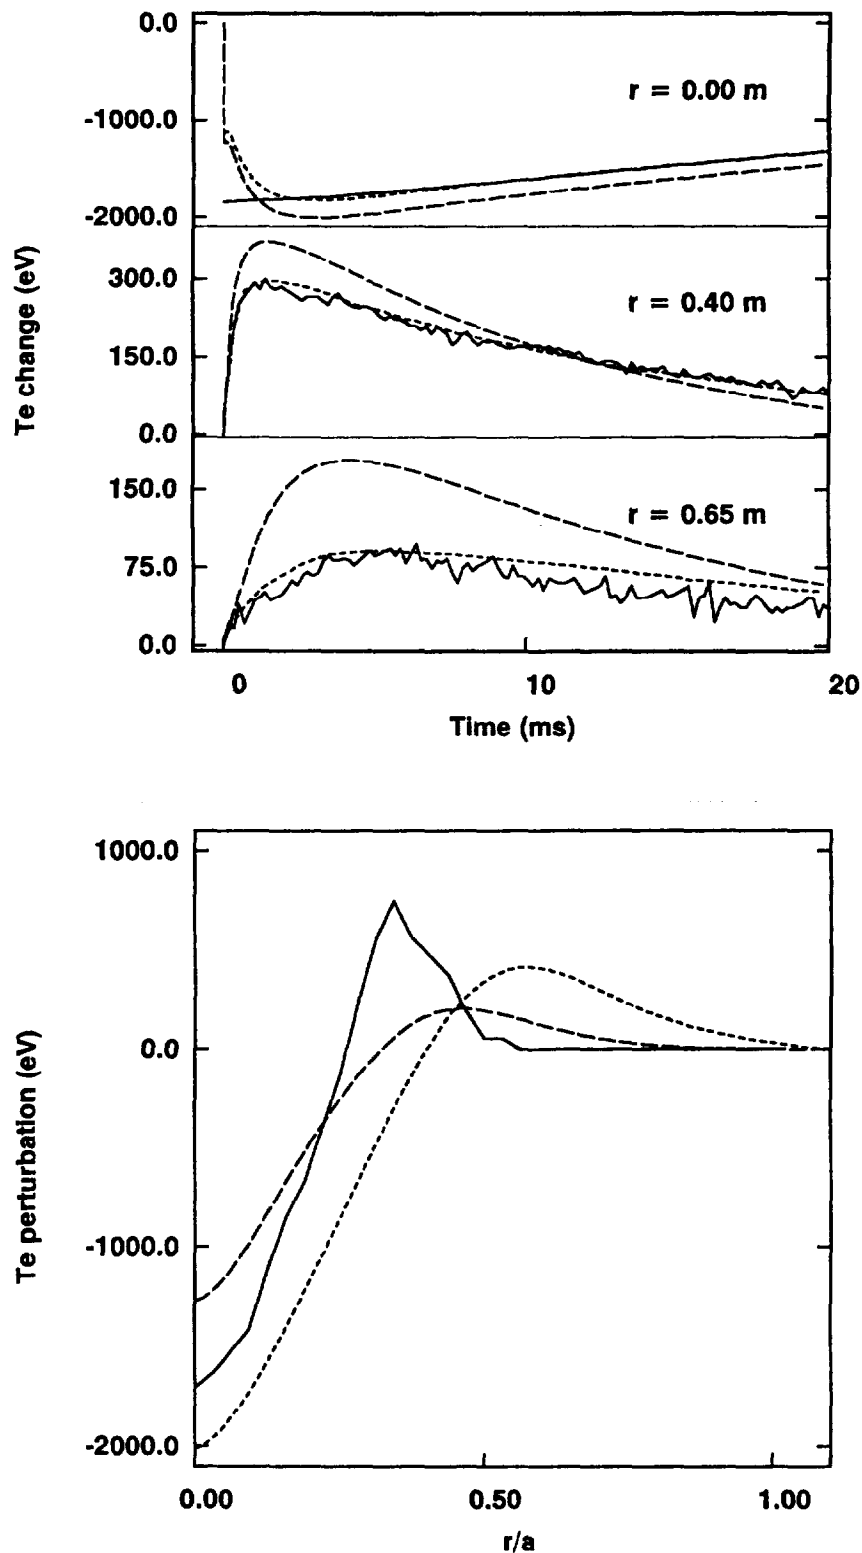 0.0
r = 0.00 m
-1000.0
-2000.0
300.0
r = 0.40 m
150.0
0.0
Te change (eV)
150.0
r = 0.65 m
75.0
0.0
0 10 20
Time (ms)
1000.0
0.0
Te perturbation (eV)
-1000.0
-2000.0
0.00 0.50 1.00
r/a